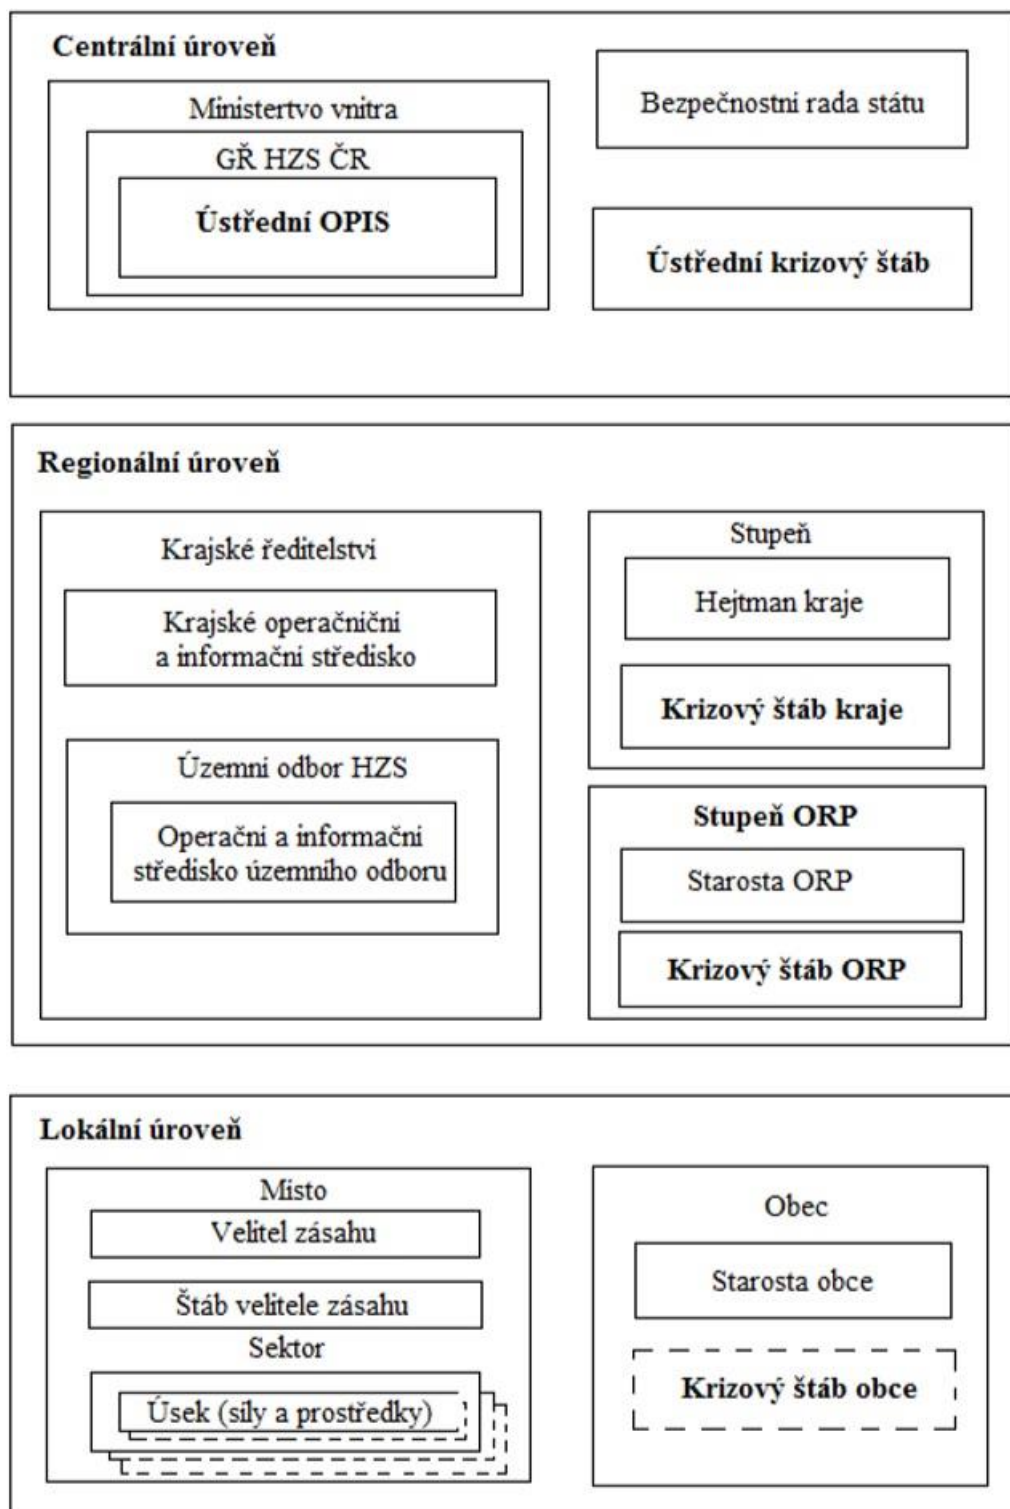 Centrální úroveň
Ministertvo vnitra
GŘ HZS ČR
Ústřední OPIS
Bezpečnostní rada státu
Ústřední krizový štáb
Regionální úroveň
Krajské ředitelství
Krajské operačniční
a informační středisko
Územní odbor HZS
Operační a informační
středisko územního odboru
Stupeň
Hejtman kraje
Krizový štáb kraje
Stupeň ORP
Starosta ORP
Krizový štáb ORP
Lokální úroveň
Místo
Velitel zásahu
Štáb velitele zásahu
Sektor
Úsek (síly a prostředky)
Obec
Starosta obce
Krizový štáb obce